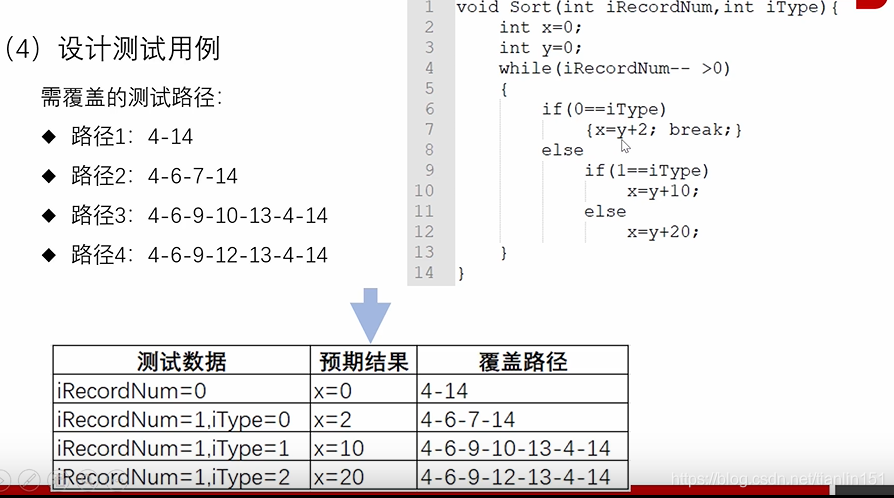 （4）设计测试用例
需覆盖的测试路径：
◆ 路径1：4-14
◆ 路径2：4-6-7-14
◆ 路径3：4-6-9-10-13-4-14
◆ 路径4：4-6-9-12-13-4-14
1 void Sort(int iRecordNum,int iType){
2 int x=0;
3 int y=0;
4 while(iRecordNum-- >0)
5 {
6 if(0==iType)
7 {x=y+2; break;}
8 else
9 if(1==iType)
10 x=y+10;
11 else
12 x=y+20;
13 }
14 }
测试数据 预期结果 覆盖路径
iRecordNum=0 x=0 4-14
iRecordNum=1,iType=0 x=2 4-6-7-14
iRecordNum=1,iType=1 x=10 4-6-9-10-13-4-14
iRecordNum=1,iType=2 x=20 4-6-9-12-13-4-14